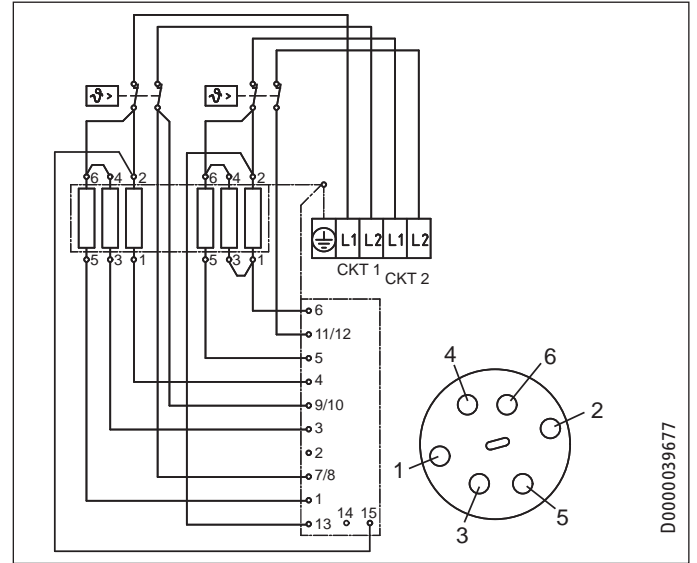 ϑ > ϑ >
6 4 2 6 4 2
L1 L2 L1 L2
5 3 1 5 3 1
CKT 1 CKT 2
6
11/12
5
4
9/10
3
2
7/8
1
13 14 15
4 6
2
1
3 5
D0000039677